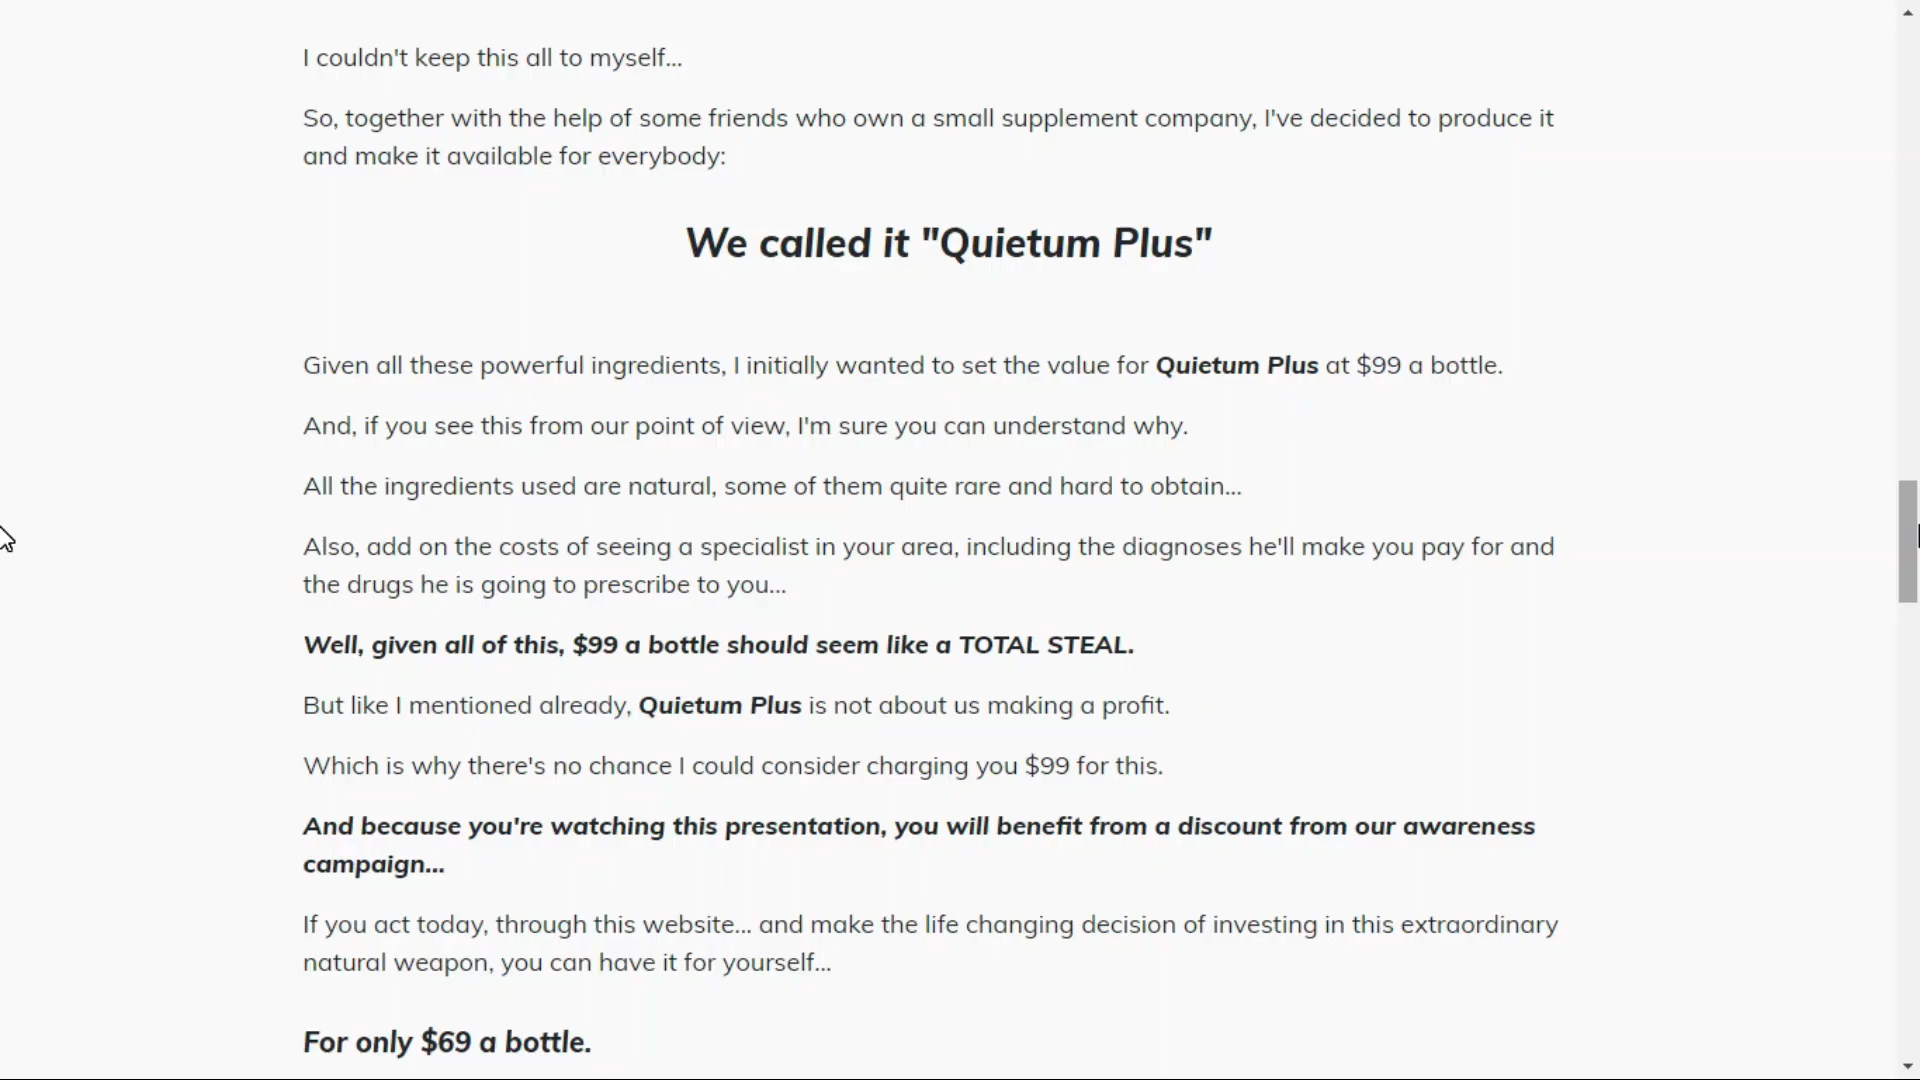 I couldn't keep this all to myself...
So, together with the help of some friends who own a small supplement company, I've decided to produce it
and make it available for everybody:
We called it "Quietum Plus"
Given all these powerful ingredients, I initially wanted to set the value for Quietum Plus at $99 a bottle.
And, if you see this from our point of view, I'm sure you can understand why.
All the ingredients used are natural, some of them quite rare and hard to obtain...
Also, add on the costs of seeing a specialist in your area, including the diagnoses he'll make you pay for and
the drugs he is going to prescribe to you...
Well, given all of this, $99 a bottle should seem like a TOTAL STEAL.
But like I mentioned already, Quietum Plus is not about us making a profit.
Which is why there's no chance I could consider charging you $99 for this.
And because you're watching this presentation, you will benefit from a discount from our awareness
campaign...
If you act today, through this website... and make the life changing decision of investing in this extraordinary
natural weapon, you can have it for yourself...
For only $69 a bottle.